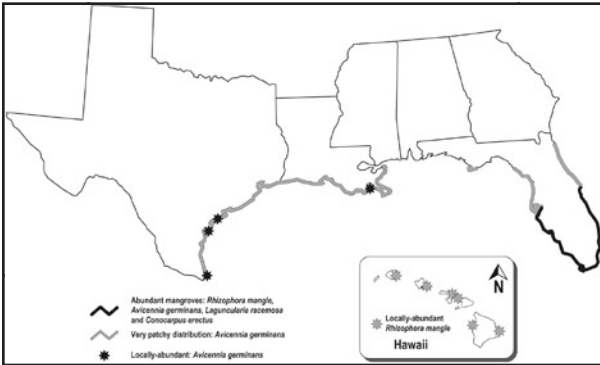 Abundant mangroves: Rhizophora mangle,
Avicennia germinans, Laguncularia racemosa
and Conocarpus erectus
Very patchy distribution: Avicennia germinans
Locally-abundant: Avicennia germinans
N
Locally-abundant
Rhizophora mangle
Hawaii